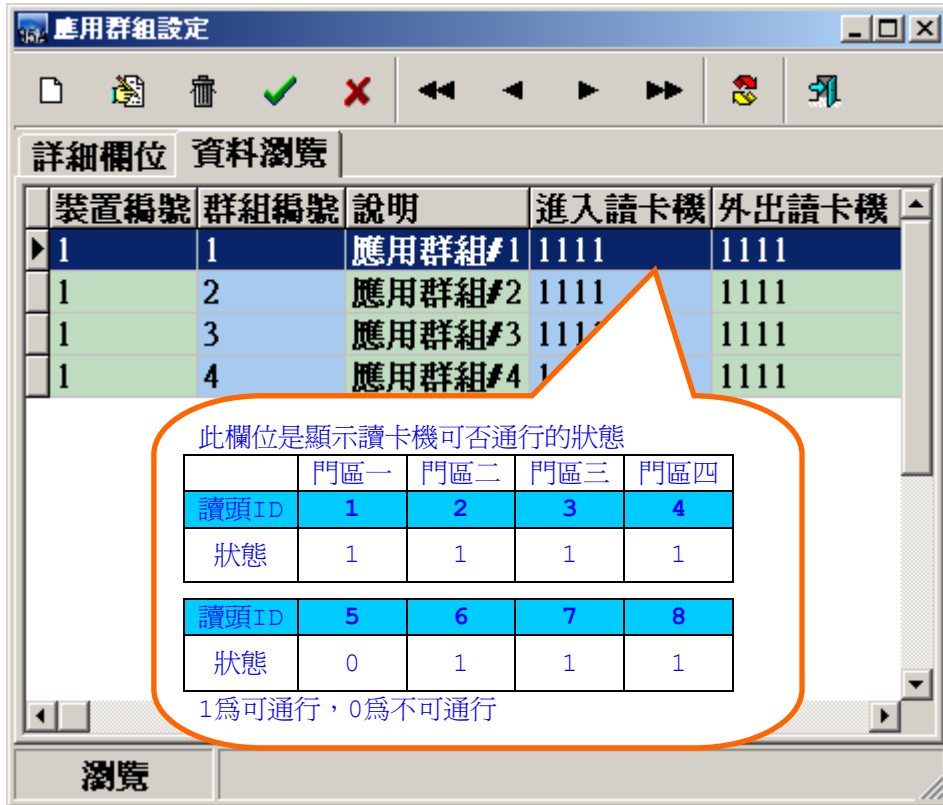 應用群組設定
詳細欄位 資料瀏覽
裝置編號 群組編號 說明 進入讀卡機 外出讀卡機
1 1 應用群組#1 1111 1111
1 2 應用群組#2 1111 1111
1 3 應用群組#3 111 1111
1 4 應用群組#4 1 1111
此欄位是顯示讀卡機可否通行的狀態
門區一 門區二 門區三 門區四
讀頭ID 1 2 3 4
狀態 1 1 1 1
讀頭ID 5 6 7 8
狀態 0 1 1 1
1為可通行，0為不可通行
瀏覽